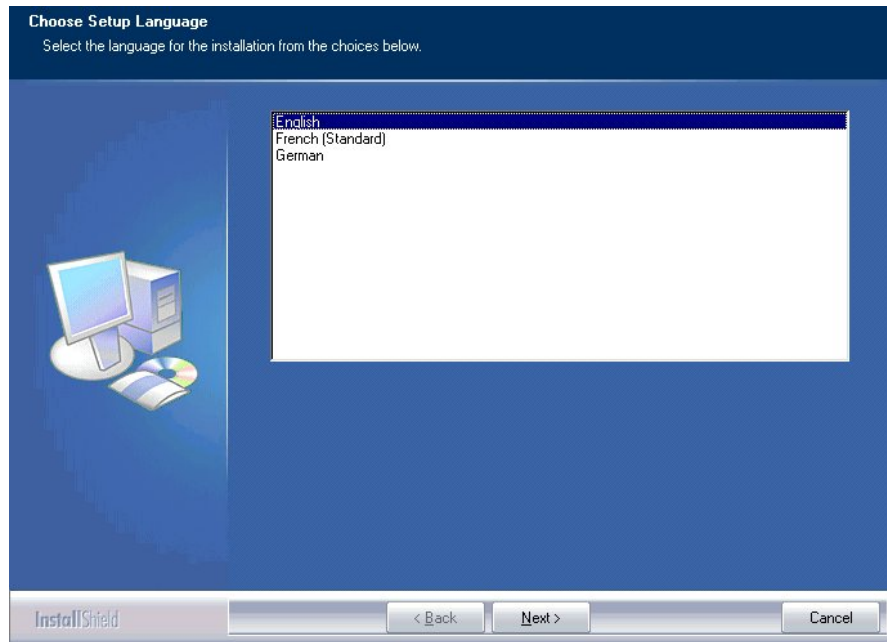 Choose Setup Language
Select the language for the installation from the choices below.
English
French (Standard)
German
InstallShield
< Back
Next >
Cancel